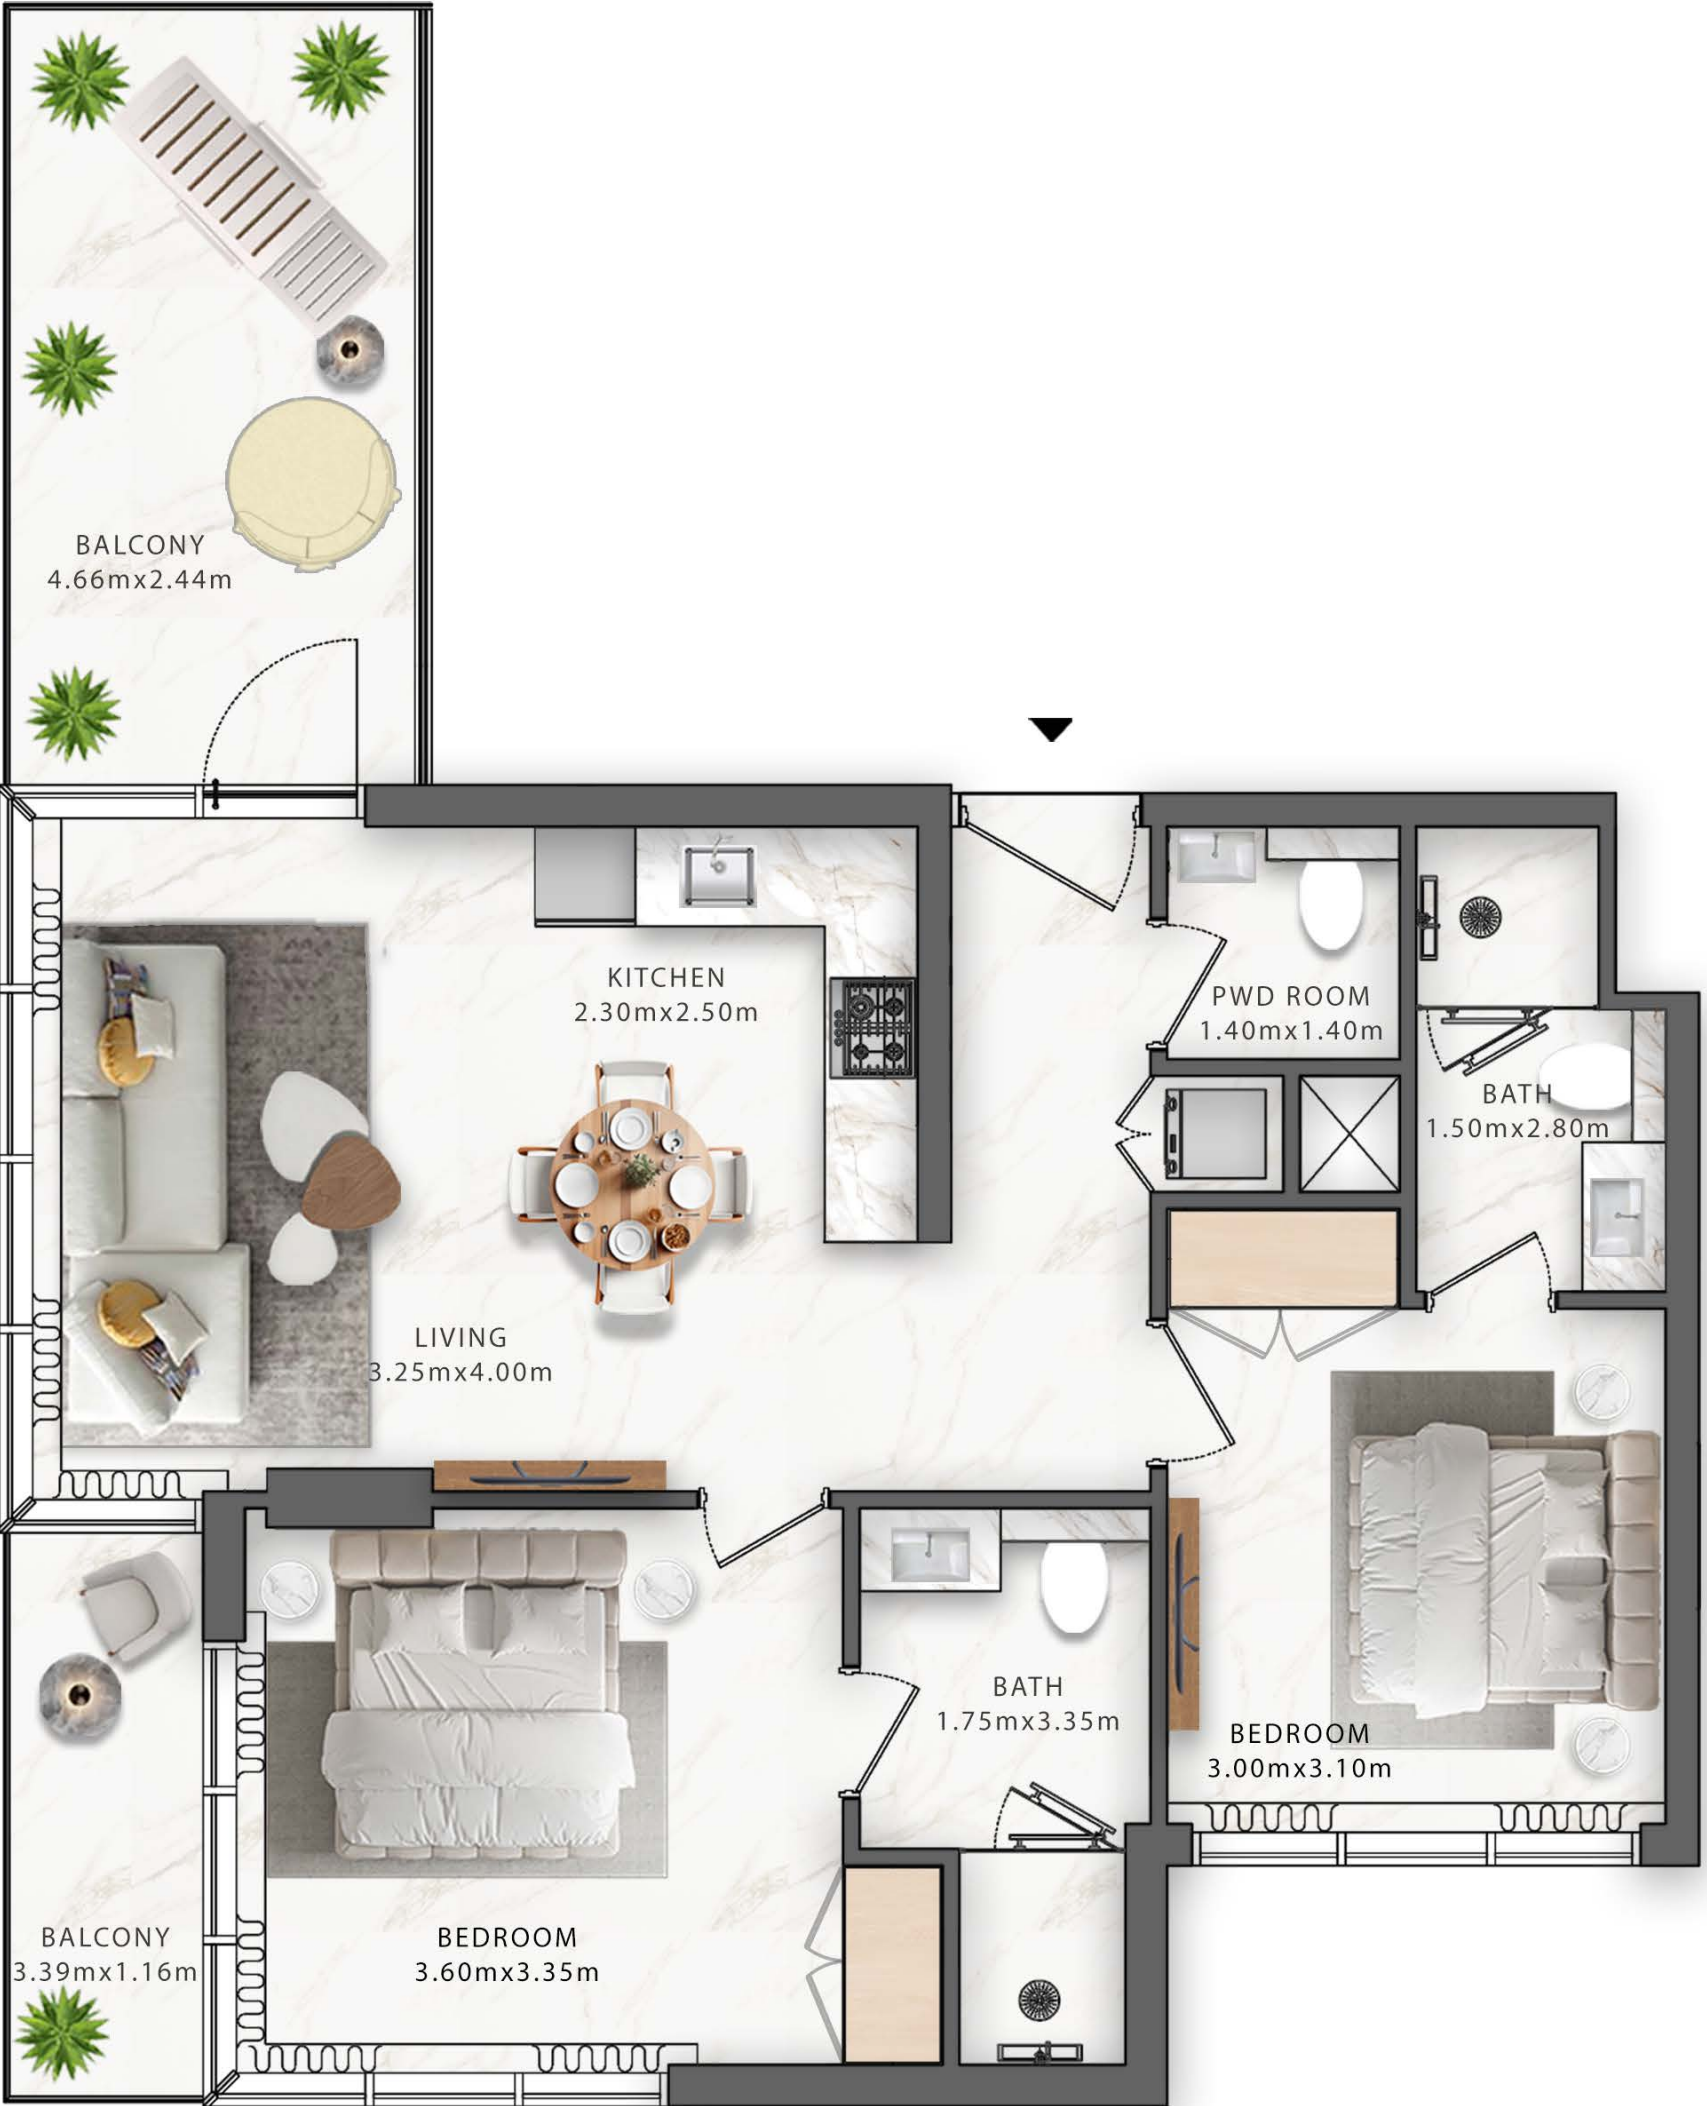 BALCONY
4.66mx2.44m
KITCHEN
2.30mx2.50m
PWD ROOM
1.40mx1.40m
BATH
1.50mx2.80m
LIVING
3.25mx4.00m
BATH
1.75mx3.35m
BEDROOM
3.00mx3.10m
BALCONY
3.39mx1.16m
BEDROOM
3.60mx3.35m